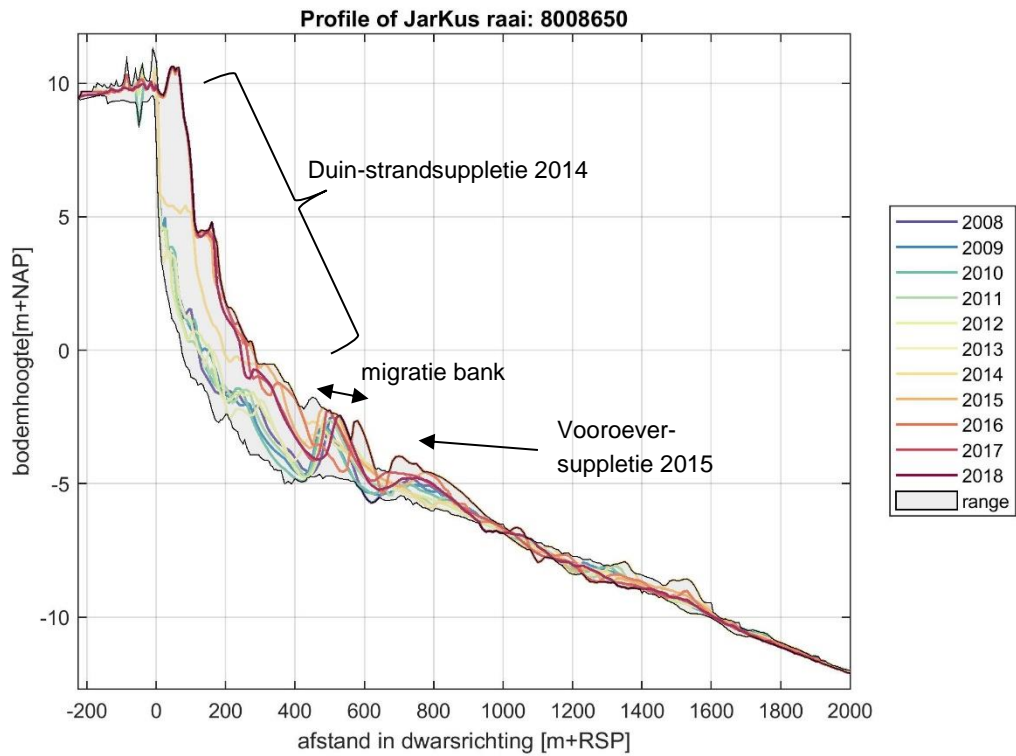 Profile of JarKus raai: 8008650
10
5
0
-5
-10
bodemhoogte[m+NAP]
Duin-strandsuppletie 2014
migratie bank
Vooroever-
suppletie 2015
-200 0 200 400 600 800 1000 1200 1400 1600 1800 2000
afstand in dwarsrichting [m+RSP]
2008
2009
2010
2011
2012
2013
2014
2015
2016
2017
2018
range